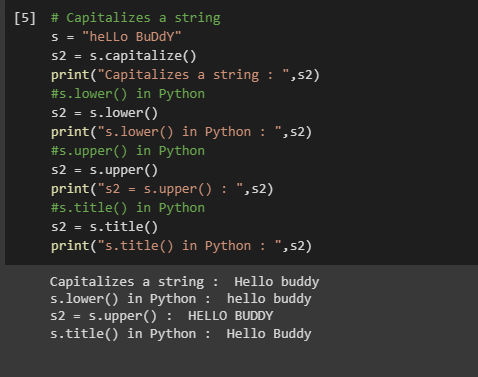 [5] # Capitalizes a string
s = "heLLo BuDdY"
s2 = s.capitalize()
print("Capitalizes a string : ",s2)
#s.lower() in Python
s2 = s.lower()
print("s.lower() in Python : ",s2)
#s.upper() in Python
s2 = s.upper()
print("s2 = s.upper() : ",s2)
#s.title() in Python
s2 = s.title()
print("s.title() in Python : ",s2)
Capitalizes a string :  Hello buddy
s.lower() in Python :  hello buddy
s2 = s.upper() :  HELLO BUDDY
s.title() in Python :  Hello Buddy